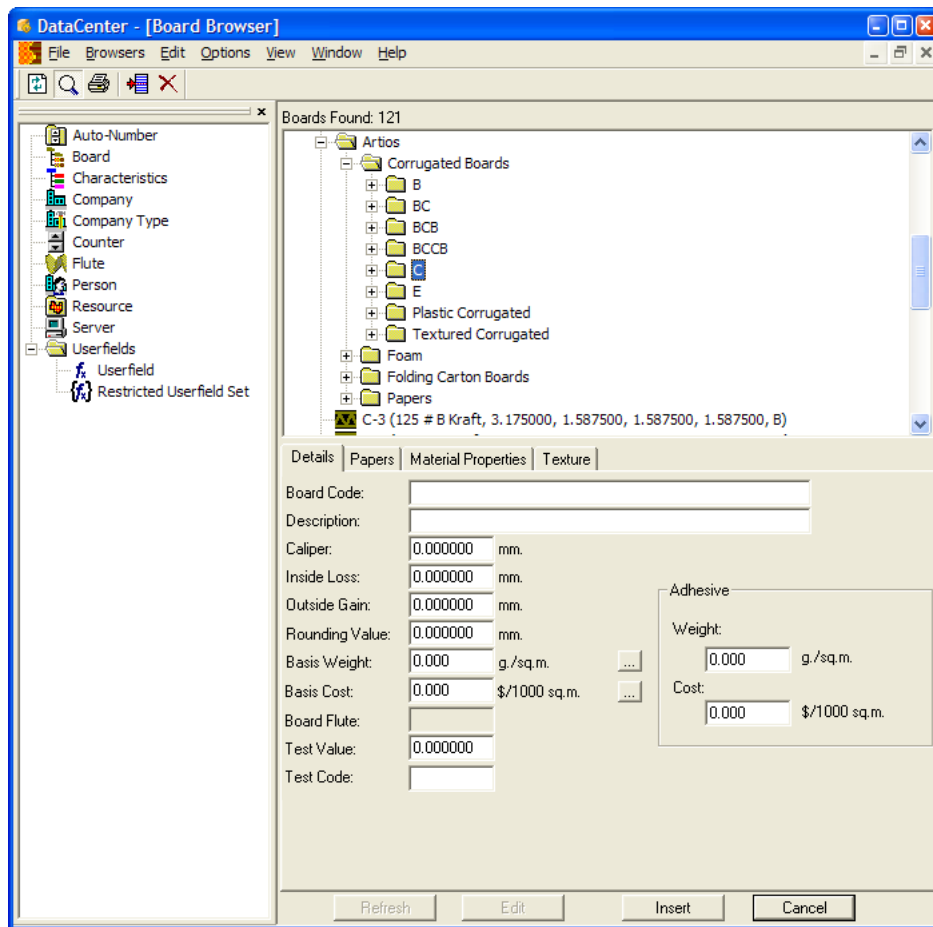 DataCenter - [Board Browser]
File Browsers Edit Options View Window Help
Auto-Number
Board
Characteristics
Company
Company Type
Counter
Flute
Person
Resource
Server
Userfields
Userfield
Restricted Userfield Set
Boards Found: 121
Artios
Corrugated Boards
B
BC
BCB
BCCB
C
E
Plastic Corrugated
Textured Corrugated
Foam
Folding Carton Boards
Papers
C-3 (125 # B Kraft, 3.175000, 1.587500, 1.587500, 1.587500, B)
Details Papers Material Properties Texture
Board Code:
Description:
Caliper: 0.000000 mm.
Inside Loss: 0.000000 mm.
Outside Gain: 0.000000 mm.
Rounding Value: 0.000000 mm.
Basis Weight: 0.000 g./sq.m. ...
Basis Cost: 0.000 $/1000 sq.m. ...
Board Flute:
Test Value: 0.000000
Test Code:
Adhesive
Weight:
0.000 g./sq.m.
Cost:
0.000 $/1000 sq.m.
Refresh Edit Insert Cancel